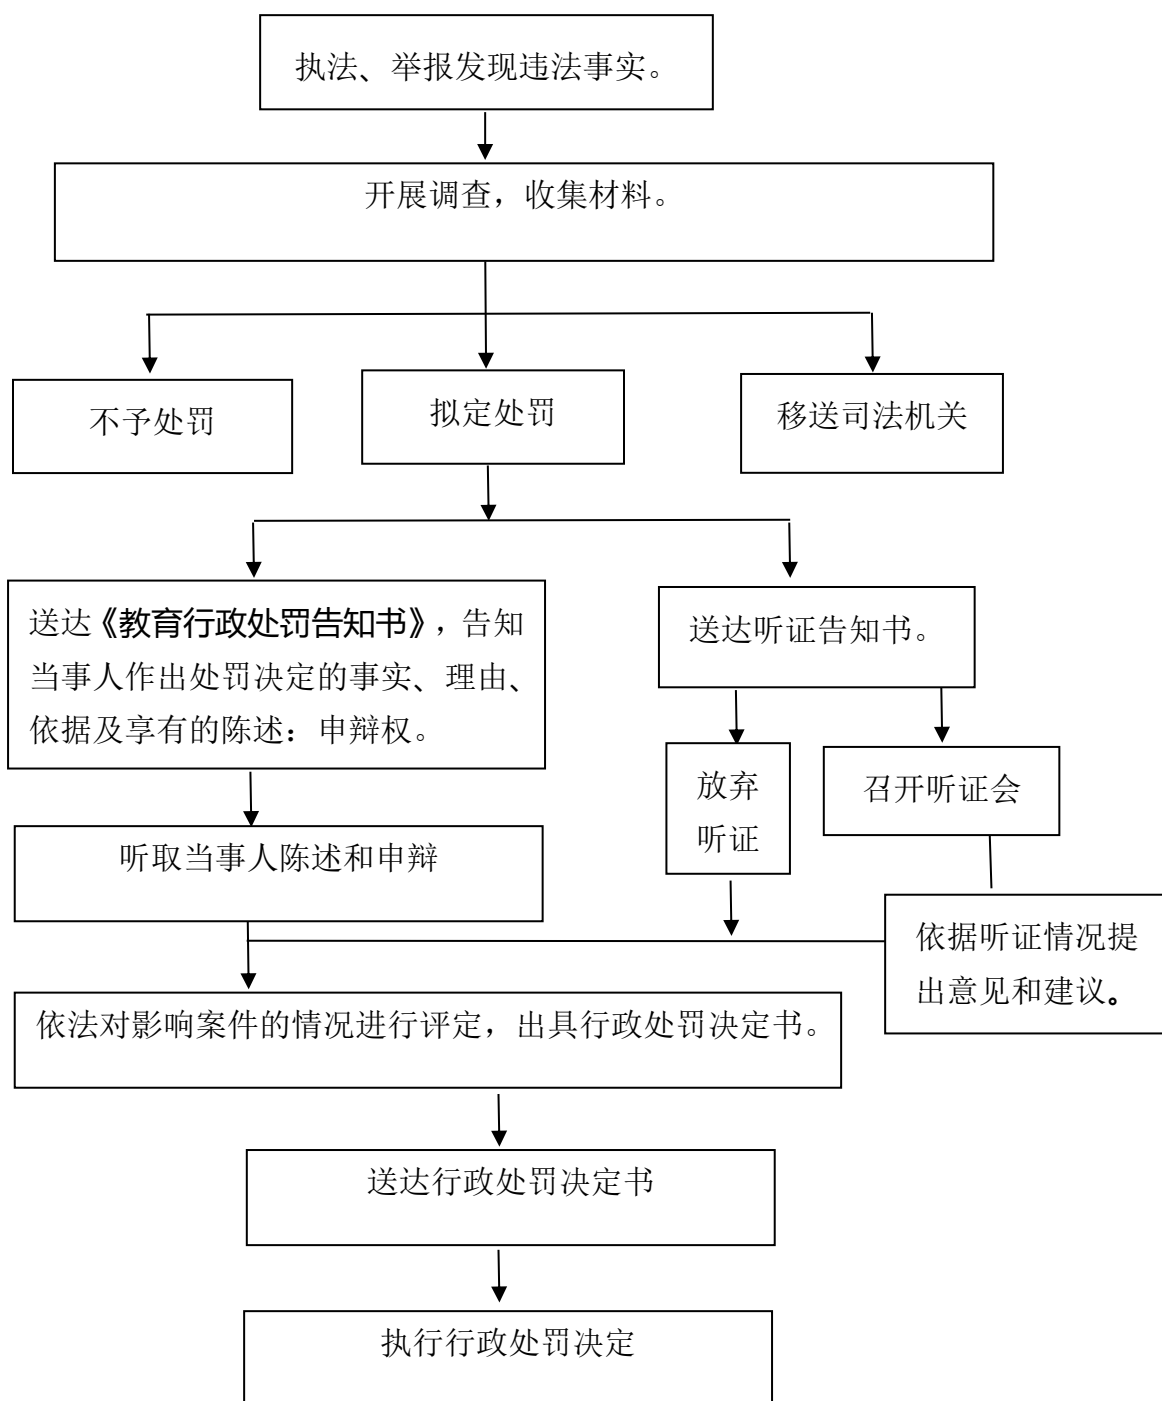 执法、举报发现违法事实。
开展调查，收集材料。
不予处罚
拟定处罚
移送司法机关
送达《教育行政处罚告知书》，告知
当事人作出处罚决定的事实、理由、
依据及享有的陈述：申辩权。
送达听证告知书。
放弃
听证
召开听证会
听取当事人陈述和申辩
依据听证情况提
出意见和建议。
依法对影响案件的情况进行评定，出具行政处罚决定书。
送达行政处罚决定书
执行行政处罚决定